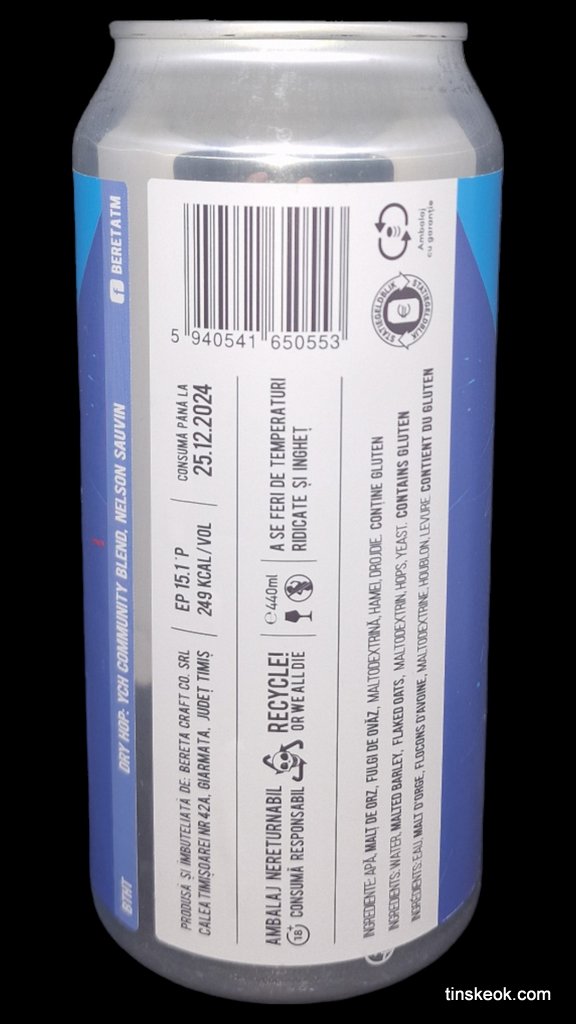 BERETATM
DRY HOP: YCH COMMUNITY BLEND, NELSON SAUVIN
BTHT
5 940541 650553
Ambalaj
cu garanție
STATIEGELDBLIK STATIEGELDBLIK
PRODUSĂ ȘI ÎMBUTELIATĂ DE: BERETA CRAFT CO. SRL
CALEA TIMIȘOAREI NR 42A, GIARMATA, JUDEȚ TIMIȘ
EP 15.1°P
249 KCAL/VOL
CONSUMĂ PÂNĂ LA
25.12.2024
AMBALAJ NERETURNABIL
18+ CONSUMĂ RESPONSABIL
RECYCLE!
OR WE ALL DIE
℮ 440ml
A SE FERI DE TEMPERATURI
RIDICATE ȘI INGHEȚ
INGREDIENTE: APĂ, MALȚ DE ORZ, FULGI DE OVĂZ, MALTODEXTRINĂ, HAMEI, DROJDIE. CONȚINE GLUTEN
INGREDIENTS: WATER, MALTED BARLEY, FLAKED OATS, MALTODEXTRIN, HOPS, YEAST. CONTAINS GLUTEN
INGRÉDIENTS: EAU, MALT D'ORGE, FLOCONS D'AVOINE, MALTODEXTRINE, HOUBLON, LEVURE. CONTIENT DU GLUTEN
tinskeok.com